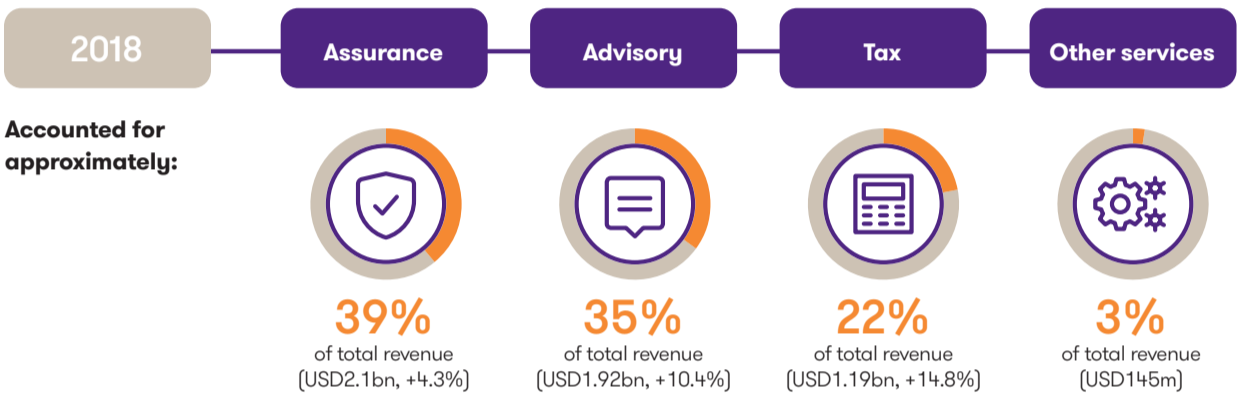 2018
Assurance
Advisory
Tax
Other services
Accounted for
approximately:
39%
of total revenue
(USD2.1bn, +4.3%)
35%
of total revenue
(USD1.92bn, +10.4%)
22%
of total revenue
(USD1.19bn, +14.8%)
3%
of total revenue
(USD145m)